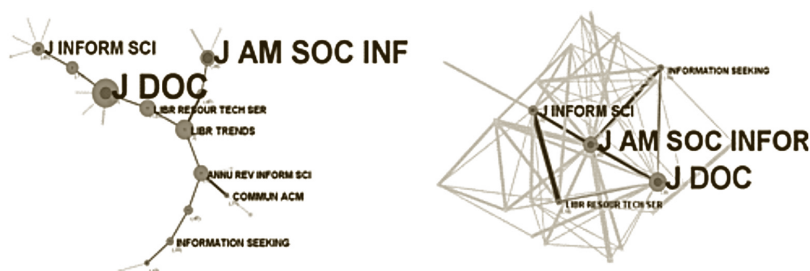 J INFORM SCI
J AM SOC INF
J DOC
LIBR RESOUR TECH SER
LIBR TRENDS
ANNU REV INFORM SCI
COMMUN ACM
INFORMATION SEEKING
INFORMATION SEEKING
J INFORM SCI
J AM SOC INFOR
J DOC
LIBR RESOUR TECH SER